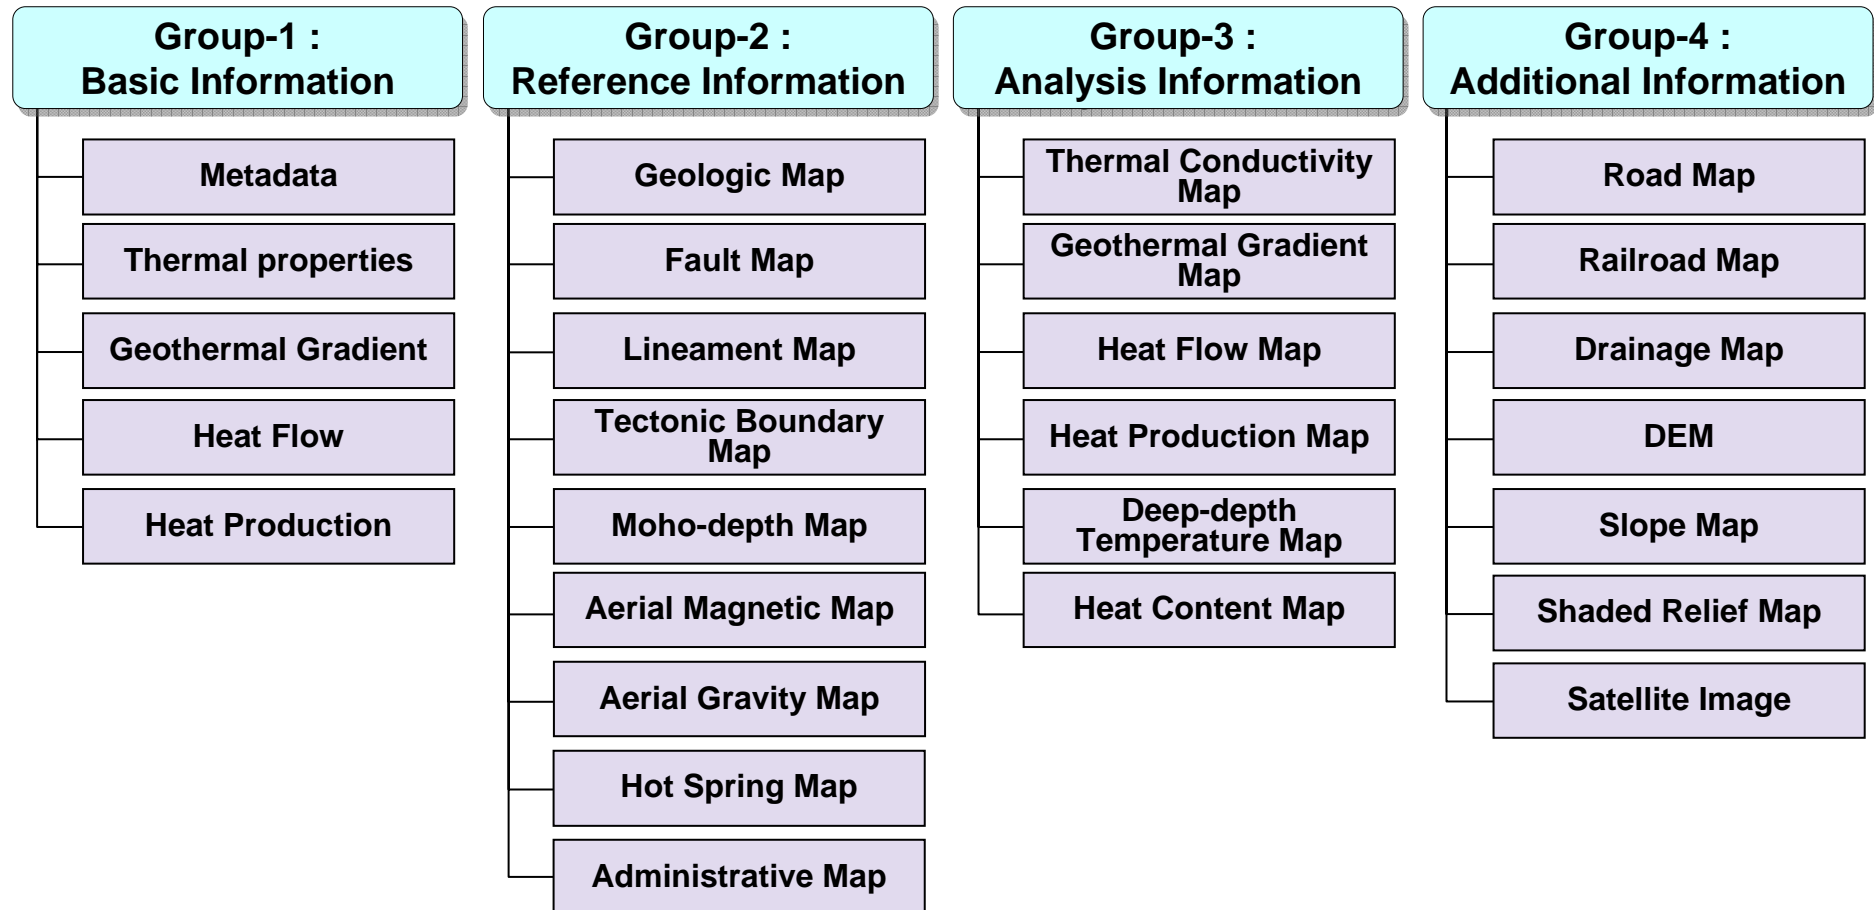 Group-1 :
Basic Information
Metadata
Thermal properties
Geothermal Gradient
Heat Flow
Heat Production
Group-2 :
Reference Information
Geologic Map
Fault Map
Lineament Map
Tectonic Boundary
Map
Moho-depth Map
Aerial Magnetic Map
Aerial Gravity Map
Hot Spring Map
Administrative Map
Group-3 :
Analysis Information
Thermal Conductivity
Map
Geothermal Gradient
Map
Heat Flow Map
Heat Production Map
Deep-depth
Temperature Map
Heat Content Map
Group-4 :
Additional Information
Road Map
Railroad Map
Drainage Map
DEM
Slope Map
Shaded Relief Map
Satellite Image